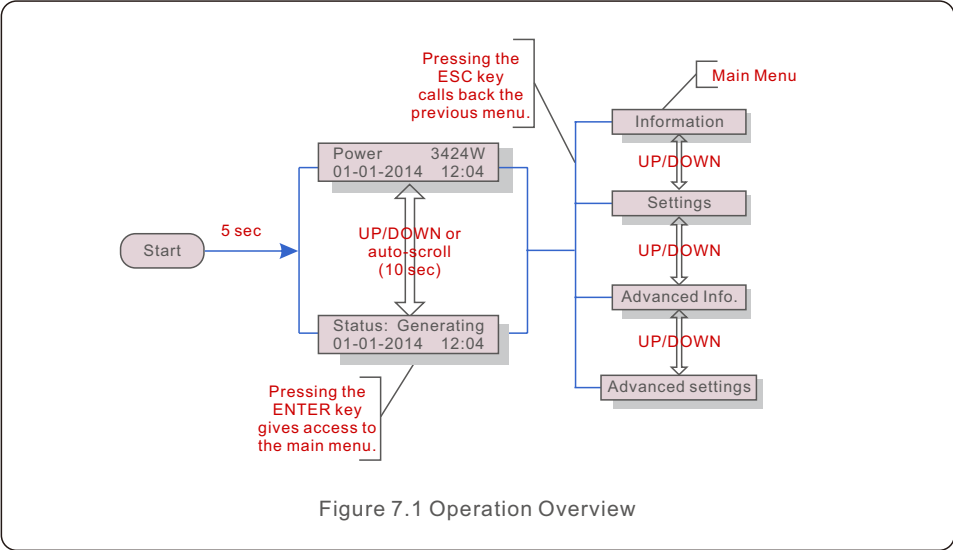 Pressing the
ESC key
calls back the
previous menu.
Main Menu
Information
UP/DOWN
Settings
UP/DOWN
Advanced Info.
UP/DOWN
Advanced settings
Power 3424W
01-01-2014 12:04
Start
5 sec
UP/DOWN or
auto-scroll
(10 sec)
Status: Generating
01-01-2014 12:04
Pressing the
ENTER key
gives access to
the main menu.
Figure 7.1 Operation Overview